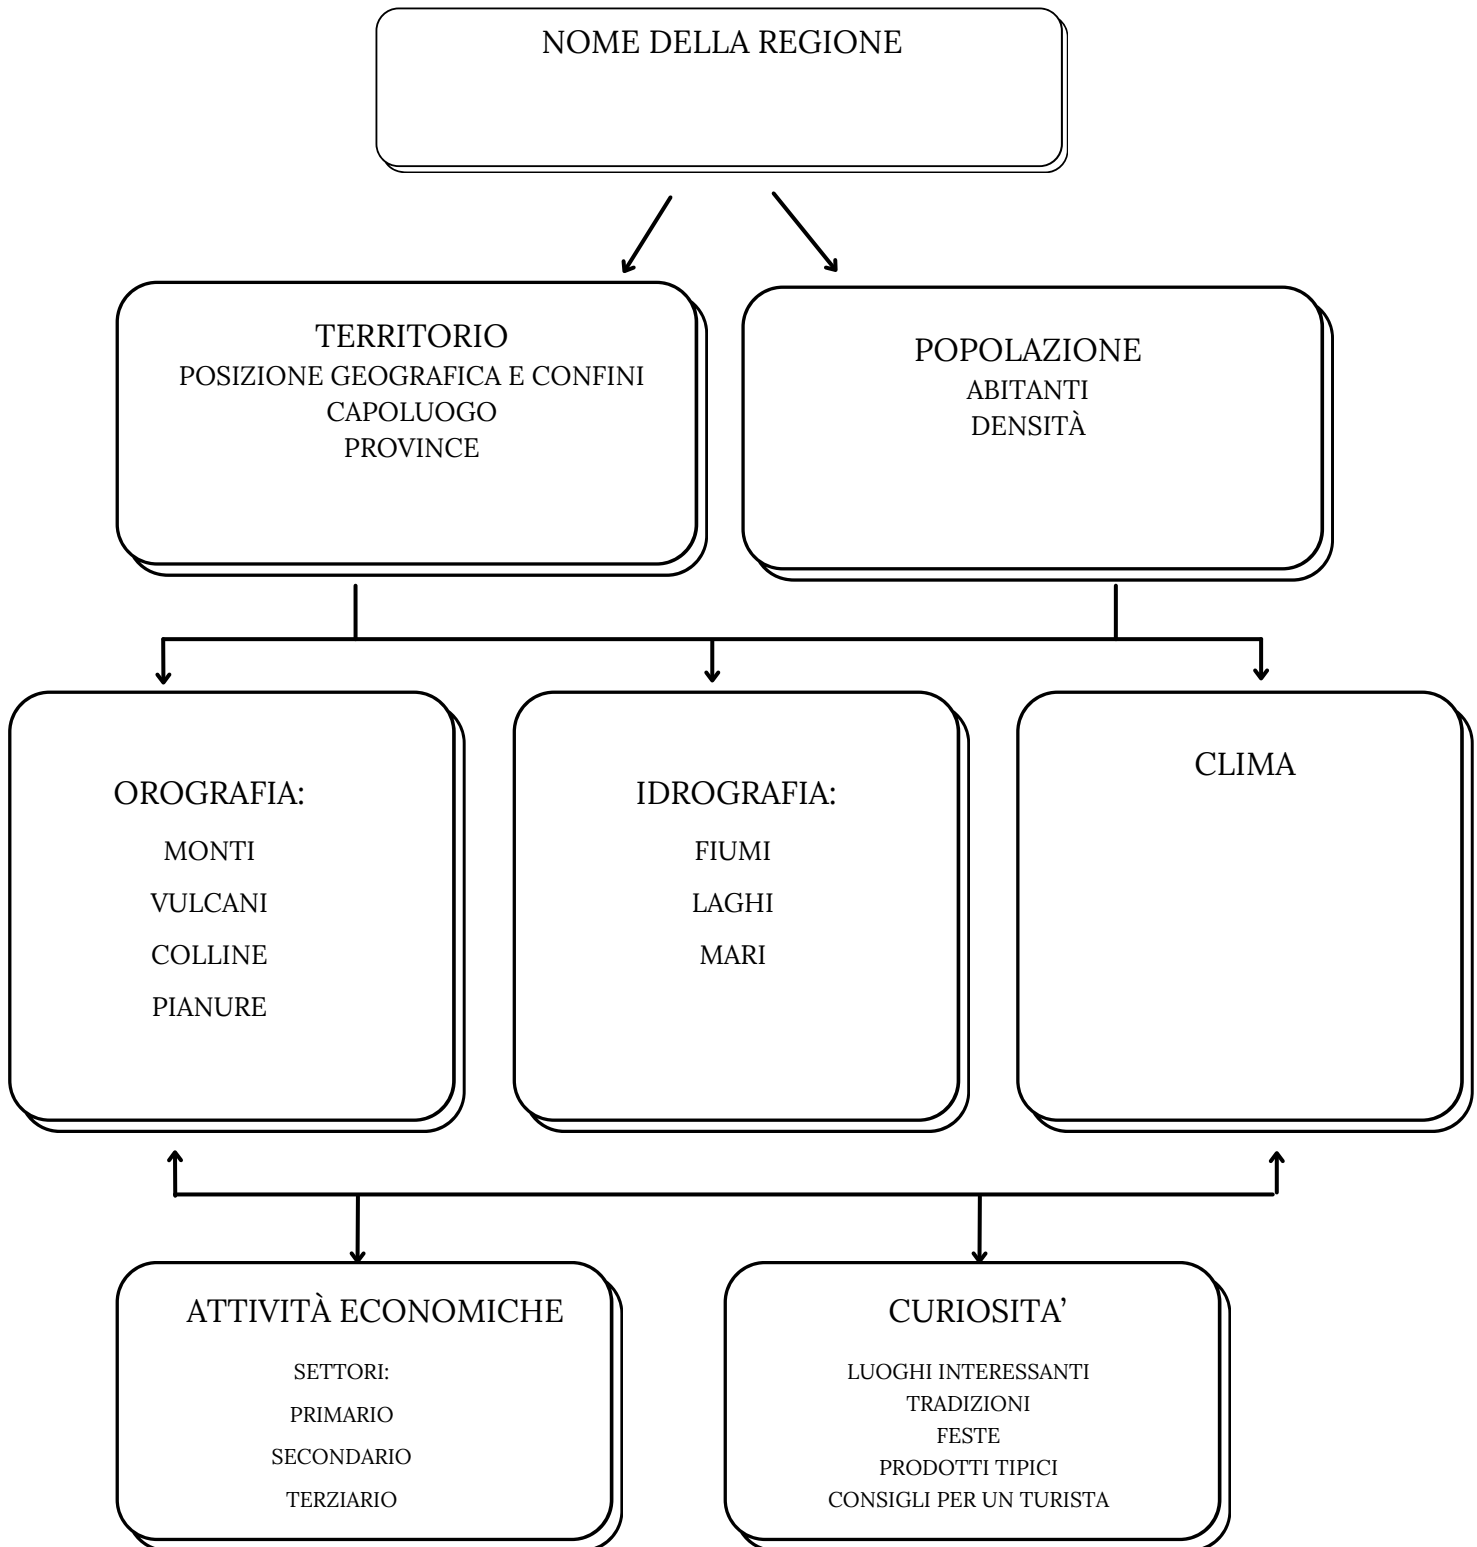 NOME DELLA REGIONE
TERRITORIO
POSIZIONE GEOGRAFICA E CONFINI
CAPOLUOGO
PROVINCE
POPOLAZIONE
ABITANTI
DENSITÀ
OROGRAFIA:
MONTI
VULCANI
COLLINE
PIANURE
IDROGRAFIA:
FIUMI
LAGHI
MARI
CLIMA
ATTIVITÀ ECONOMICHE
SETTORI:
PRIMARIO
SECONDARIO
TERZIARIO
CURIOSITA’
LUOGHI INTERESSANTI
TRADIZIONI
FESTE
PRODOTTI TIPICI
CONSIGLI PER UN TURISTA